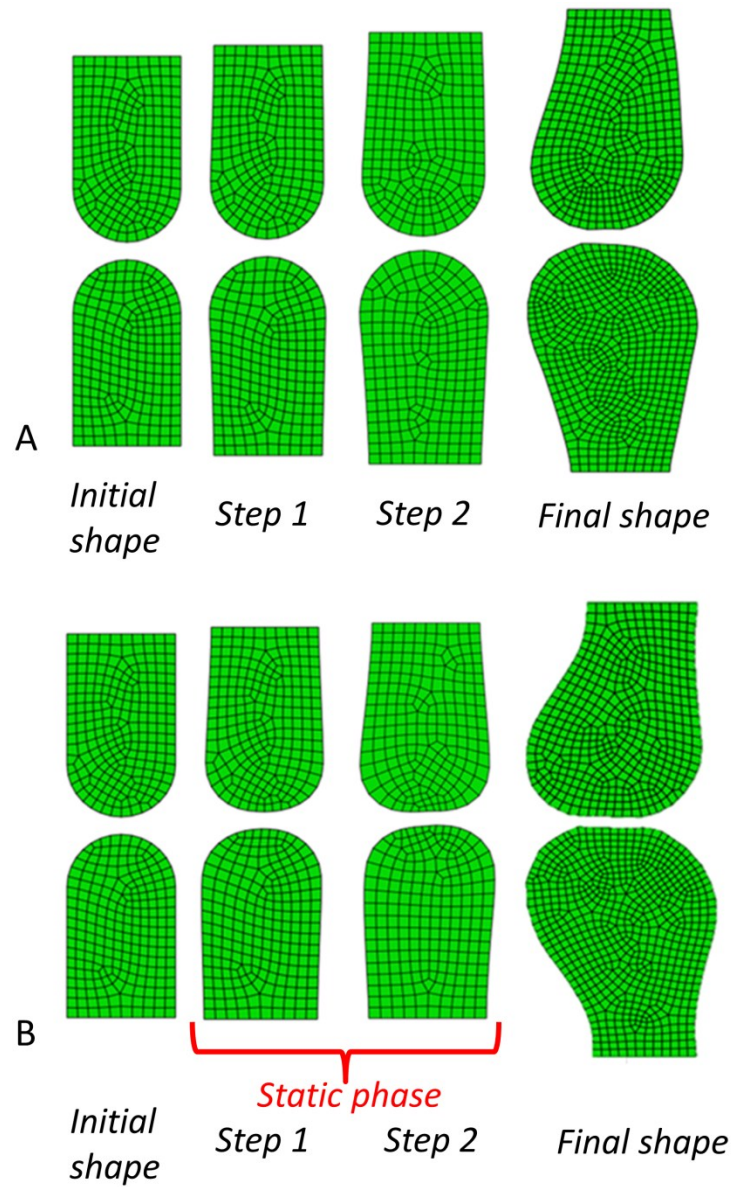 A
Initial
shape
Step 1
Step 2
Final shape
B
Static phase
Initial
shape
Step 1
Step 2
Final shape